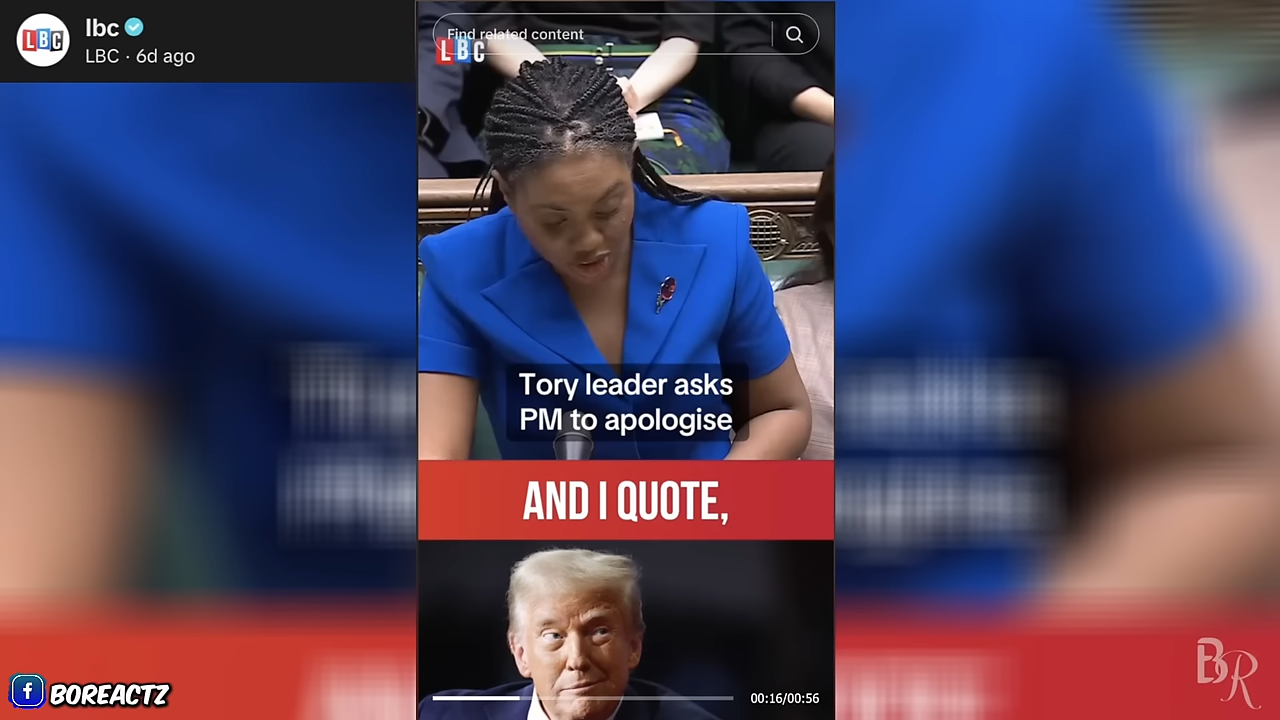 LBC
lbc
LBC · 6d ago
Find related content
LBC
Tory leader asks
PM to apologise
AND I QUOTE,
00:16/00:56
f BOREACTZ
BR